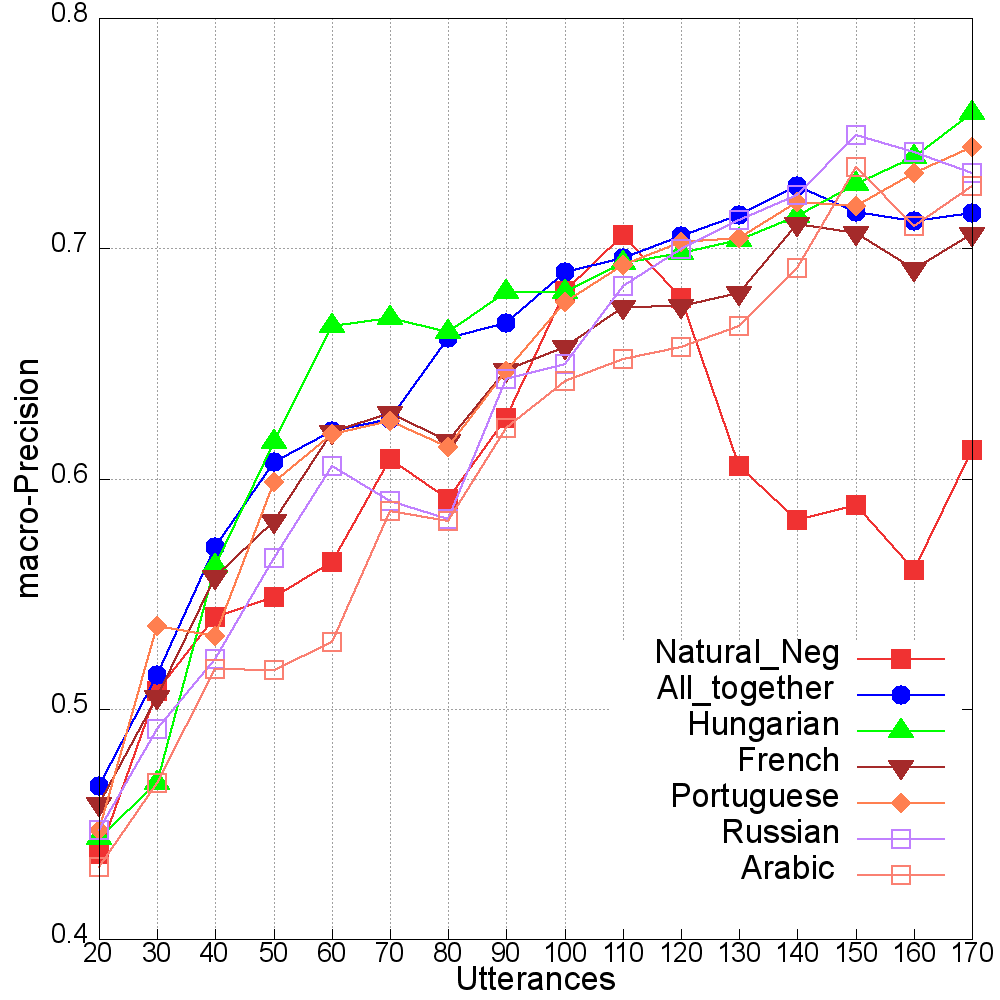 0.8
0.7
0.6
0.5
0.4
macro-Precision
20 30 40 50 60 70 80 90 100 110 120 130 140 150 160 170
Utterances
Natural_Neg
All_together
Hungarian
French
Portuguese
Russian
Arabic